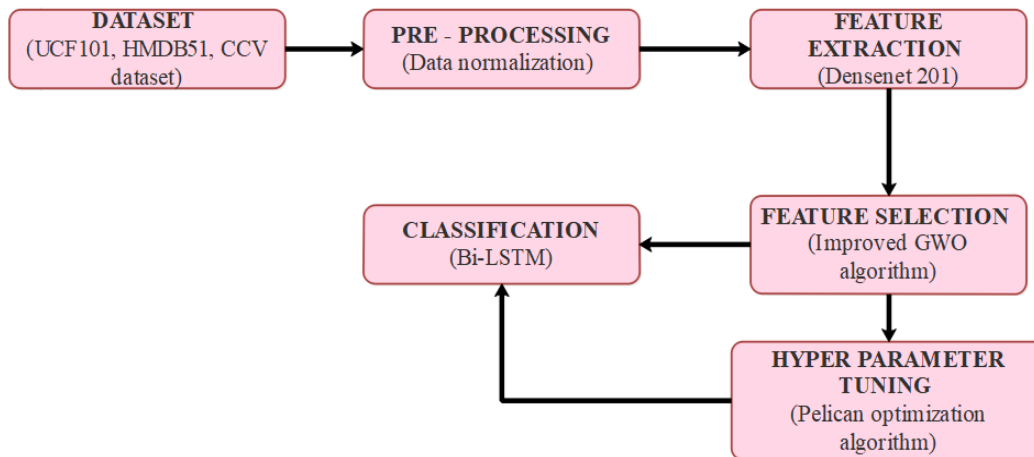 DATASET
(UCF101, HMDB51, CCV
dataset)
PRE - PROCESSING
(Data normalization)
FEATURE
EXTRACTION
(Densenet 201)
CLASSIFICATION
(Bi-LSTM)
FEATURE SELECTION
(Improved GWO
algorithm)
HYPER PARAMETER
TUNING
(Pelican optimization
algorithm)